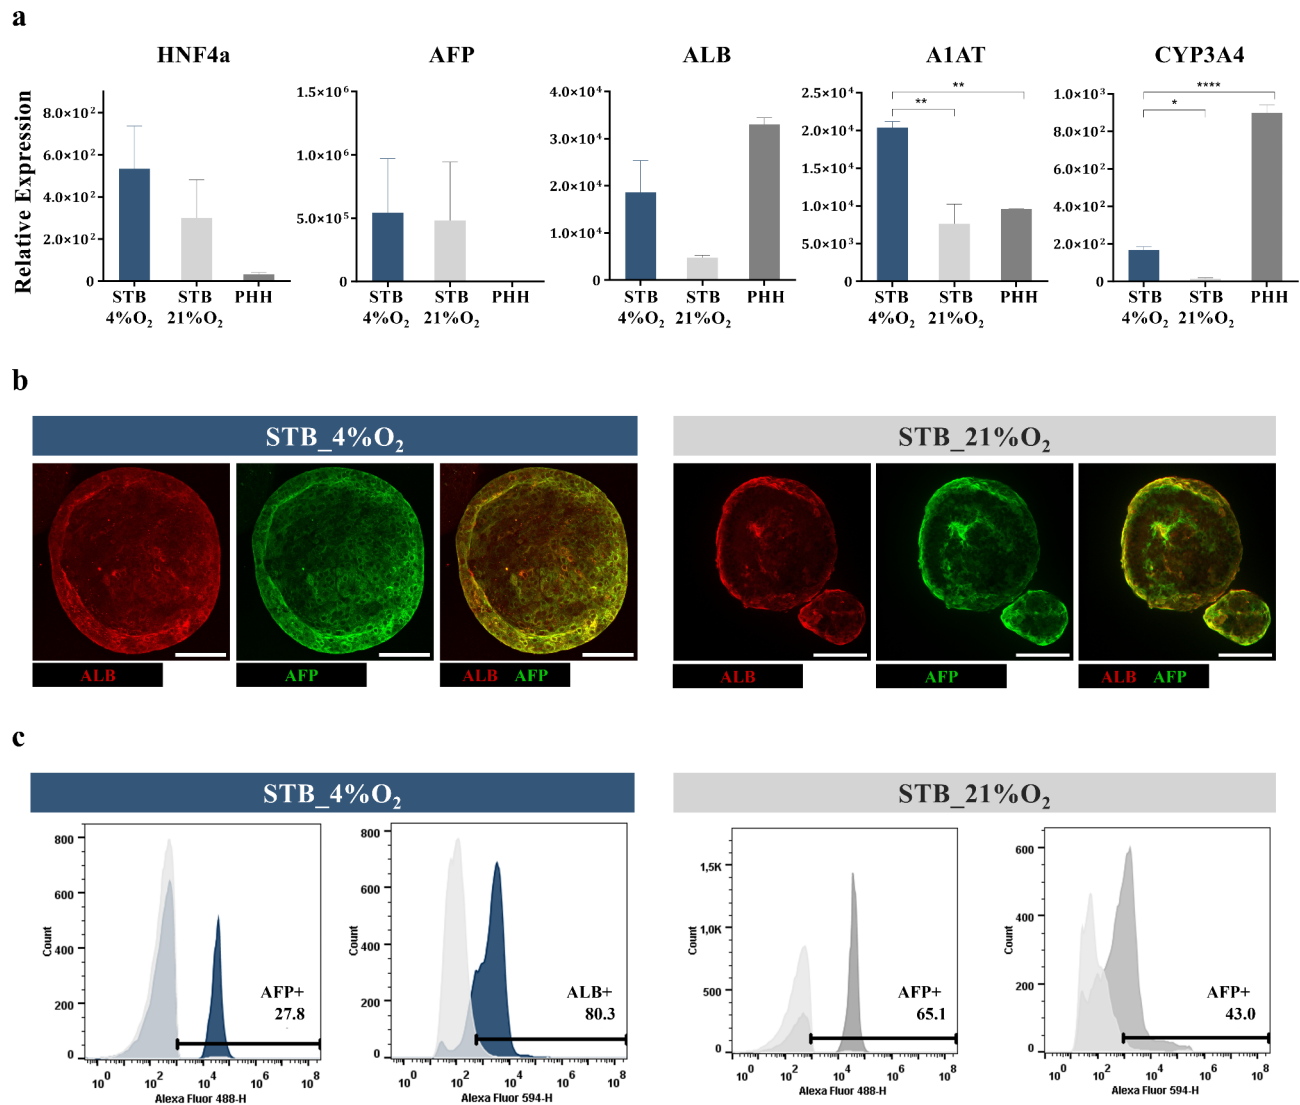 a
HNF4a
AFP
ALB
A1AT
CYP3A4
Relative Expression
8.0×10²
6.0×10²
4.0×10²
2.0×10²
0
STB 4%O₂
STB 21%O₂
PHH
1.5×10⁶
1.0×10⁶
5.0×10⁵
0
STB 4%O₂
STB 21%O₂
PHH
4.0×10⁴
3.0×10⁴
2.0×10⁴
1.0×10⁴
0
STB 4%O₂
STB 21%O₂
PHH
2.5×10⁴
2.0×10⁴
1.5×10⁴
1.0×10⁴
5.0×10³
0
**
**
STB 4%O₂
STB 21%O₂
PHH
1.0×10³
8.0×10²
6.0×10²
4.0×10²
2.0×10²
0
****
*
STB 4%O₂
STB 21%O₂
PHH
b
STB_4%O₂
STB_21%O₂
ALB
AFP
ALB AFP
ALB
AFP
ALB AFP
c
STB_4%O₂
STB_21%O₂
800
600
400
200
0
Count
AFP+
27.8
10⁰ 10² 10⁴ 10⁶ 10⁸
Alexa Fluor 488-H
800
600
400
200
0
Count
ALB+
80.3
10⁰ 10² 10⁴ 10⁶ 10⁸
Alexa Fluor 594-H
1,5K
1,0K
500
0
Count
AFP+
65.1
10⁰ 10² 10⁴ 10⁶ 10⁸
Alexa Fluor 488-H
600
400
200
0
Count
AFP+
43.0
10⁰ 10² 10⁴ 10⁶ 10⁸
Alexa Fluor 594-H